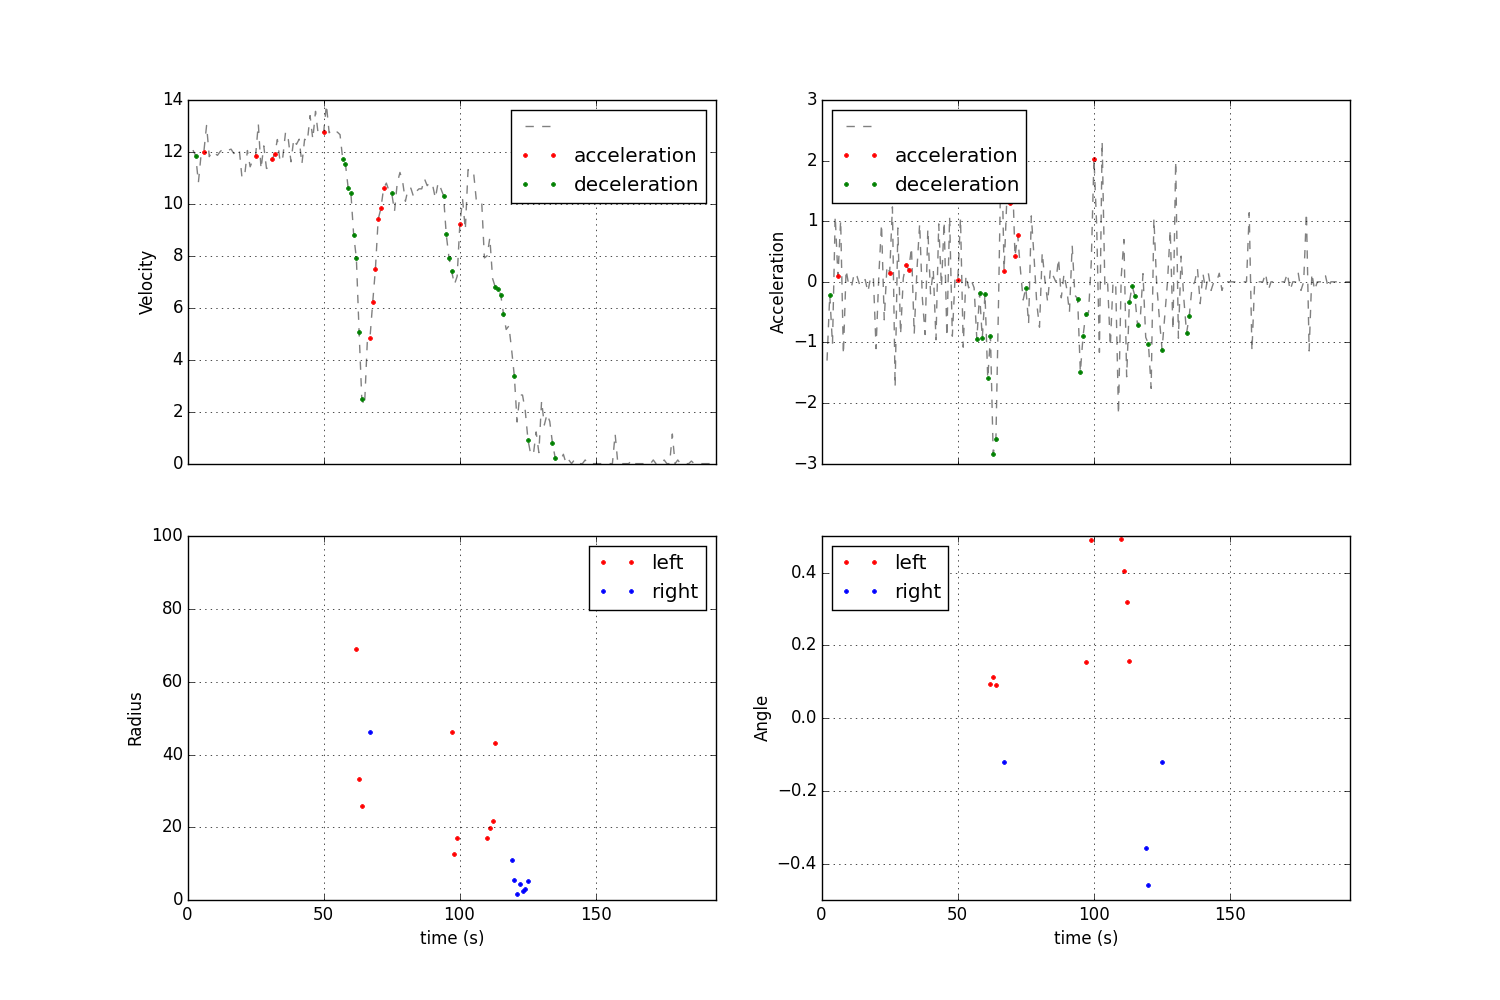 14
12
10
8
6
4
2
0
Velocity
acceleration
deceleration
3
2
1
0
−1
−2
−3
Acceleration
acceleration
deceleration
100
80
60
40
20
0
Radius
0 50 100 150
time (s)
left
right
0.4
0.2
0.0
−0.2
−0.4
Angle
0 50 100 150
time (s)
left
right